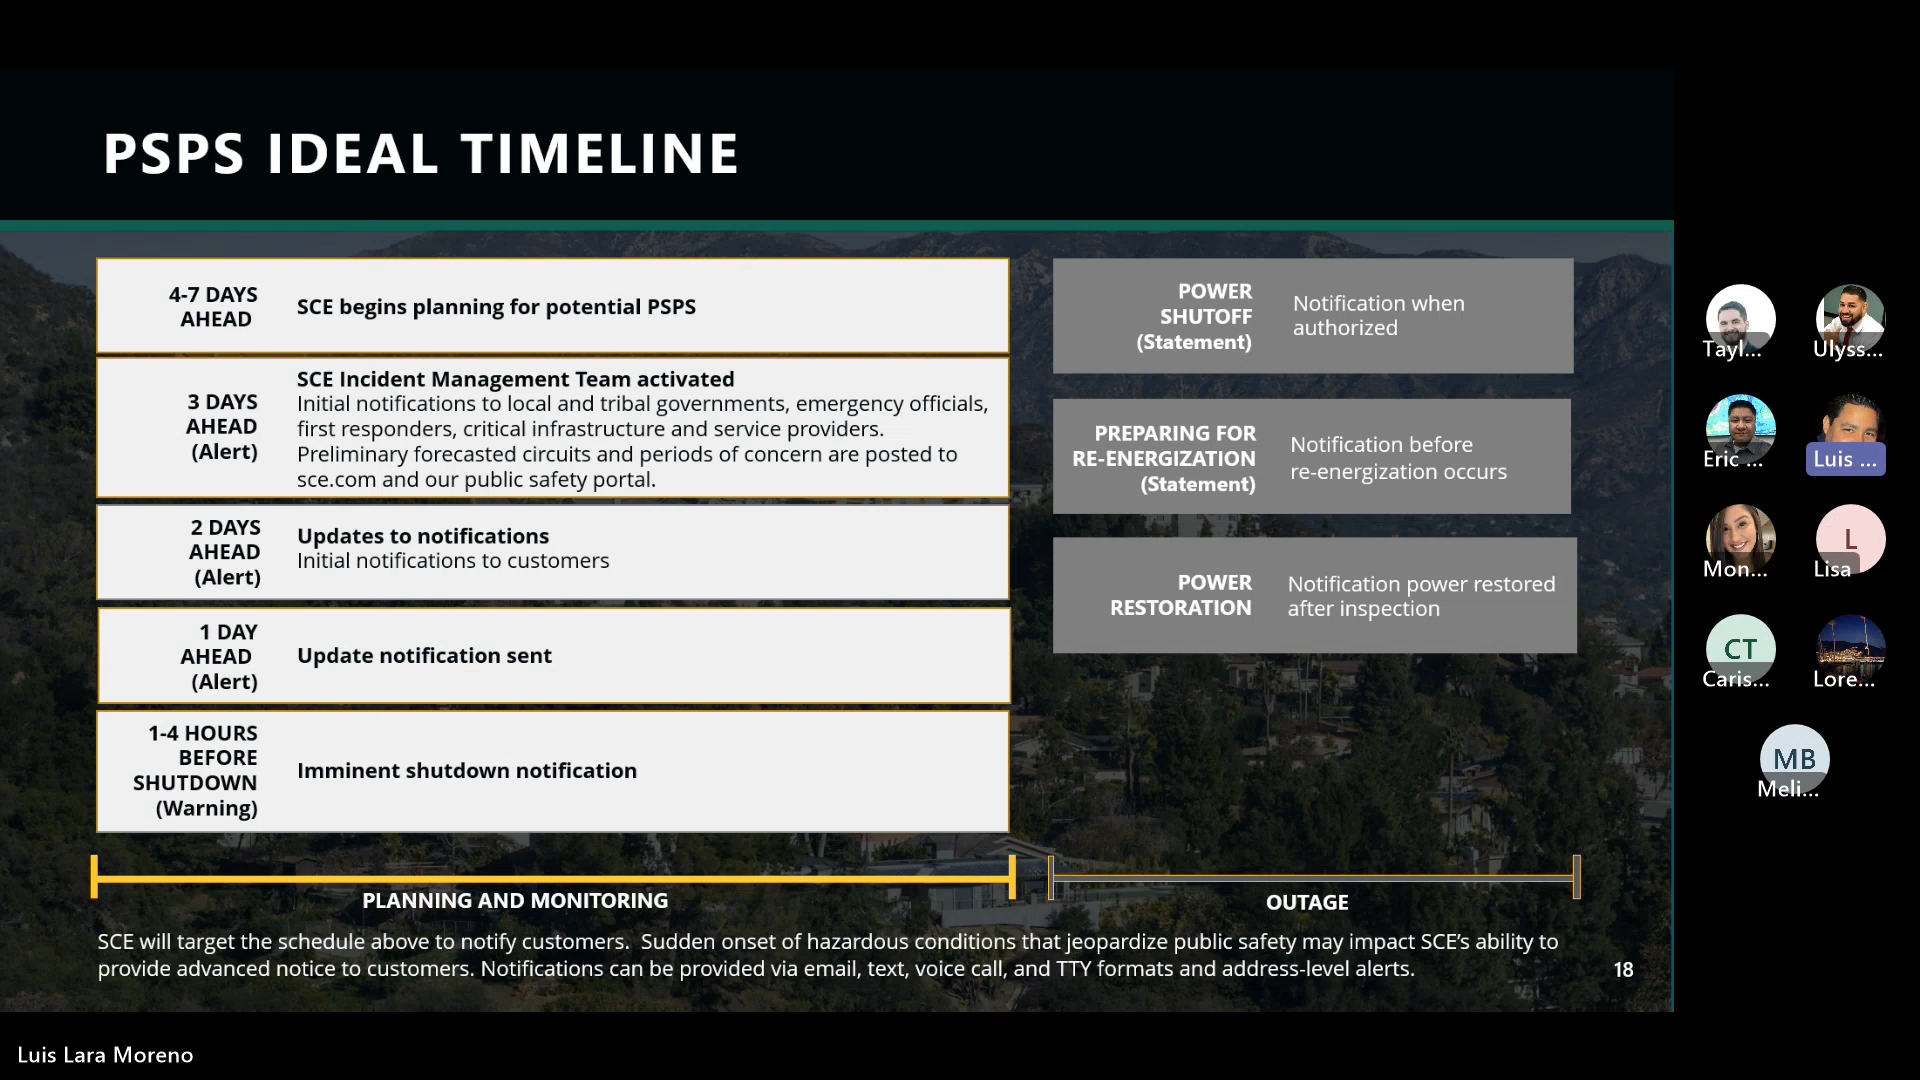 PSPS IDEAL TIMELINE
4-7 DAYS
AHEAD
SCE begins planning for potential PSPS
3 DAYS
AHEAD
(Alert)
SCE Incident Management Team activated
Initial notifications to local and tribal governments, emergency officials,
first responders, critical infrastructure and service providers.
Preliminary forecasted circuits and periods of concern are posted to
sce.com and our public safety portal.
2 DAYS
AHEAD
(Alert)
Updates to notifications
Initial notifications to customers
1 DAY
AHEAD
(Alert)
Update notification sent
1-4 HOURS
BEFORE
SHUTDOWN
(Warning)
Imminent shutdown notification
PLANNING AND MONITORING
POWER
SHUTOFF
(Statement)
Notification when
authorized
PREPARING FOR
RE-ENERGIZATION
(Statement)
Notification before
re-energization occurs
POWER
RESTORATION
Notification power restored
after inspection
OUTAGE
SCE will target the schedule above to notify customers.  Sudden onset of hazardous conditions that jeopardize public safety may impact SCE’s ability to
provide advanced notice to customers. Notifications can be provided via email, text, voice call, and TTY formats and address-level alerts.
18
Tayl...
Ulyss...
Eric ...
Luis ...
Mon...
L
Lisa
CT
Caris...
Lore...
MB
Meli...
Luis Lara Moreno